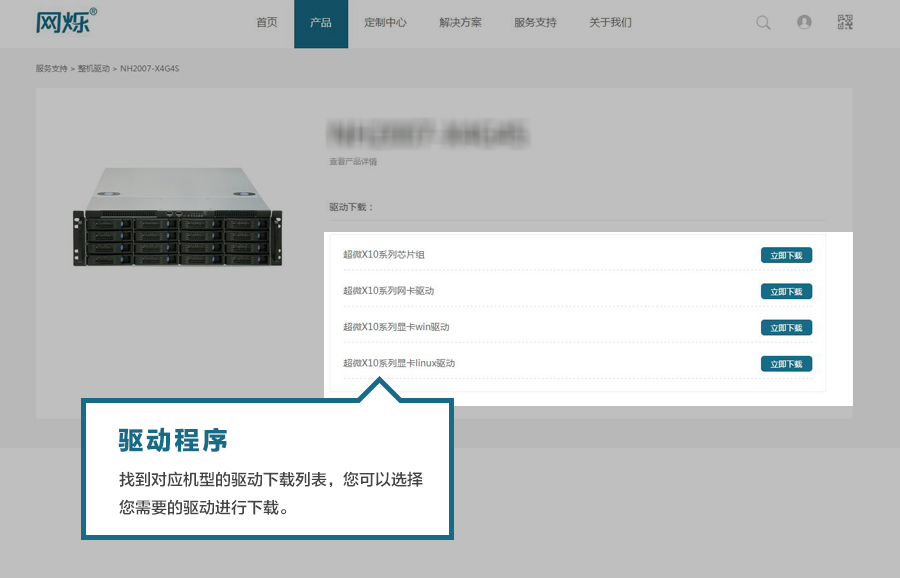 网烁®
首页 产品 定制中心 解决方案 服务支持 关于我们
服务支持 > 整机驱动 > NH2007-X4G4S
NH2007-X4G4S
查看产品详情
驱动下载：
超微X10系列芯片组 立即下载
超微X10系列网卡驱动 立即下载
超微X10系列显卡win驱动 立即下载
超微X10系列显卡linux驱动 立即下载
驱动程序
找到对应机型的驱动下载列表，您可以选择
您需要的驱动进行下载。